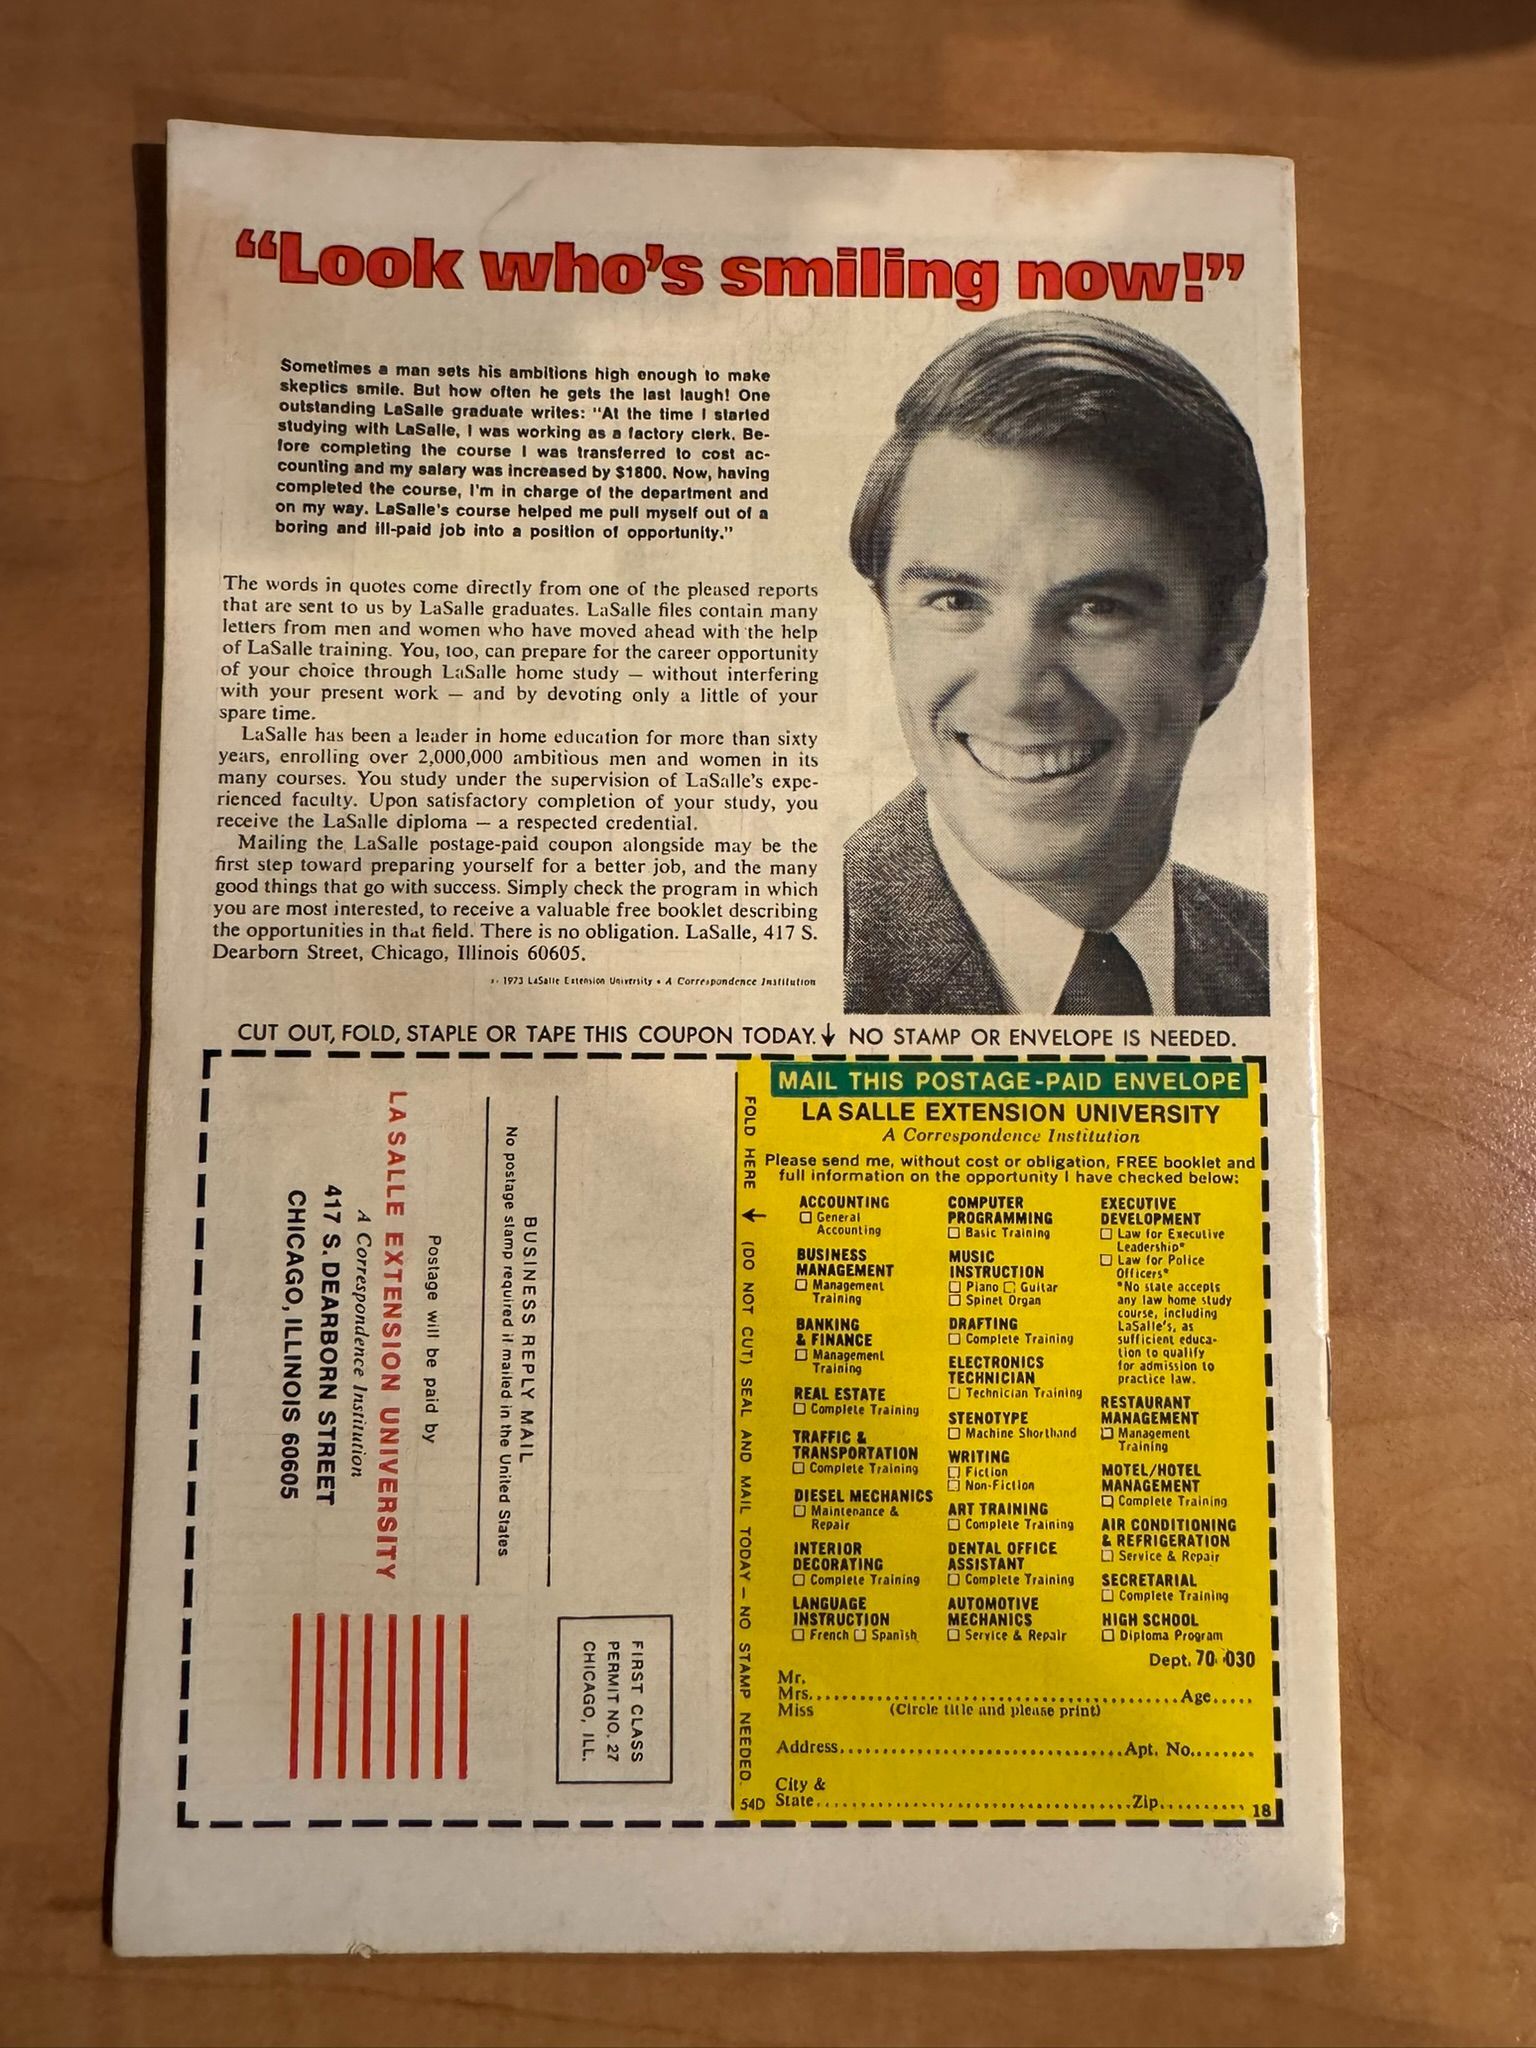 “Look who’s smiling now!”
Sometimes a man sets his ambitions high enough to make
skeptics smile. But how often he gets the last laugh! One
outstanding LaSalle graduate writes: "At the time I started
studying with LaSalle, I was working as a factory clerk. Be-
fore completing the course I was transferred to cost ac-
counting and my salary was increased by $1800. Now, having
completed the course, I'm in charge of the department and
on my way. LaSalle's course helped me pull myself out of a
boring and ill-paid job into a position of opportunity."
The words in quotes come directly from one of the pleased reports
that are sent to us by LaSalle graduates. LaSalle files contain many
letters from men and women who have moved ahead with the help
of LaSalle training. You, too, can prepare for the career opportunity
of your choice through LaSalle home study — without interfering
with your present work — and by devoting only a little of your
spare time.
LaSalle has been a leader in home education for more than sixty
years, enrolling over 2,000,000 ambitious men and women in its
many courses. You study under the supervision of LaSalle's expe-
rienced faculty. Upon satisfactory completion of your study, you
receive the LaSalle diploma — a respected credential.
Mailing the LaSalle postage-paid coupon alongside may be the
first step toward preparing yourself for a better job, and the many
good things that go with success. Simply check the program in which
you are most interested, to receive a valuable free booklet describing
the opportunities in that field. There is no obligation. LaSalle, 417 S.
Dearborn Street, Chicago, Illinois 60605.
1973 LaSalle Extension University • A Correspondence Institution
CUT OUT, FOLD, STAPLE OR TAPE THIS COUPON TODAY. ↓ NO STAMP OR ENVELOPE IS NEEDED.
FIRST CLASS
PERMIT NO. 27
CHICAGO, ILL.
BUSINESS REPLY MAIL
No postage stamp required if mailed in the United States
Postage will be paid by
LA SALLE EXTENSION UNIVERSITY
A Correspondence Institution
417 S. DEARBORN STREET
CHICAGO, ILLINOIS 60605
FOLD HERE ← (DO NOT CUT) SEAL AND MAIL TODAY — NO STAMP NEEDED.
54D
MAIL THIS POSTAGE-PAID ENVELOPE
LA SALLE EXTENSION UNIVERSITY
A Correspondence Institution
Please send me, without cost or obligation, FREE booklet and
full information on the opportunity I have checked below:
ACCOUNTING
☐ General
Accounting
BUSINESS
MANAGEMENT
☐ Management
Training
BANKING
& FINANCE
☐ Management
Training
REAL ESTATE
☐ Complete Training
TRAFFIC &
TRANSPORTATION
☐ Complete Training
DIESEL MECHANICS
☐ Maintenance &
Repair
INTERIOR
DECORATING
☐ Complete Training
LANGUAGE
INSTRUCTION
☐ French ☐ Spanish
COMPUTER
PROGRAMMING
☐ Basic Training
MUSIC
INSTRUCTION
☐ Piano ☐ Guitar
☐ Spinet Organ
DRAFTING
☐ Complete Training
ELECTRONICS
TECHNICIAN
☐ Technician Training
STENOTYPE
☐ Machine Shorthand
WRITING
☐ Fiction
☐ Non-Fiction
ART TRAINING
☐ Complete Training
DENTAL OFFICE
ASSISTANT
☐ Complete Training
AUTOMOTIVE
MECHANICS
☐ Service & Repair
EXECUTIVE
DEVELOPMENT
☐ Law for Executive
Leadership*
☐ Law for Police
Officers*
*No state accepts
any law home study
course, including
LaSalle's, as
sufficient educa-
tion to qualify
for admission to
practice law.
RESTAURANT
MANAGEMENT
☐ Management
Training
MOTEL/HOTEL
MANAGEMENT
☐ Complete Training
AIR CONDITIONING
& REFRIGERATION
☐ Service & Repair
SECRETARIAL
☐ Complete Training
HIGH SCHOOL
☐ Diploma Program
Dept. 70-030
Mr.
Mrs. Age
Miss (Circle title and please print)
Address Apt. No.
City &
State Zip
18